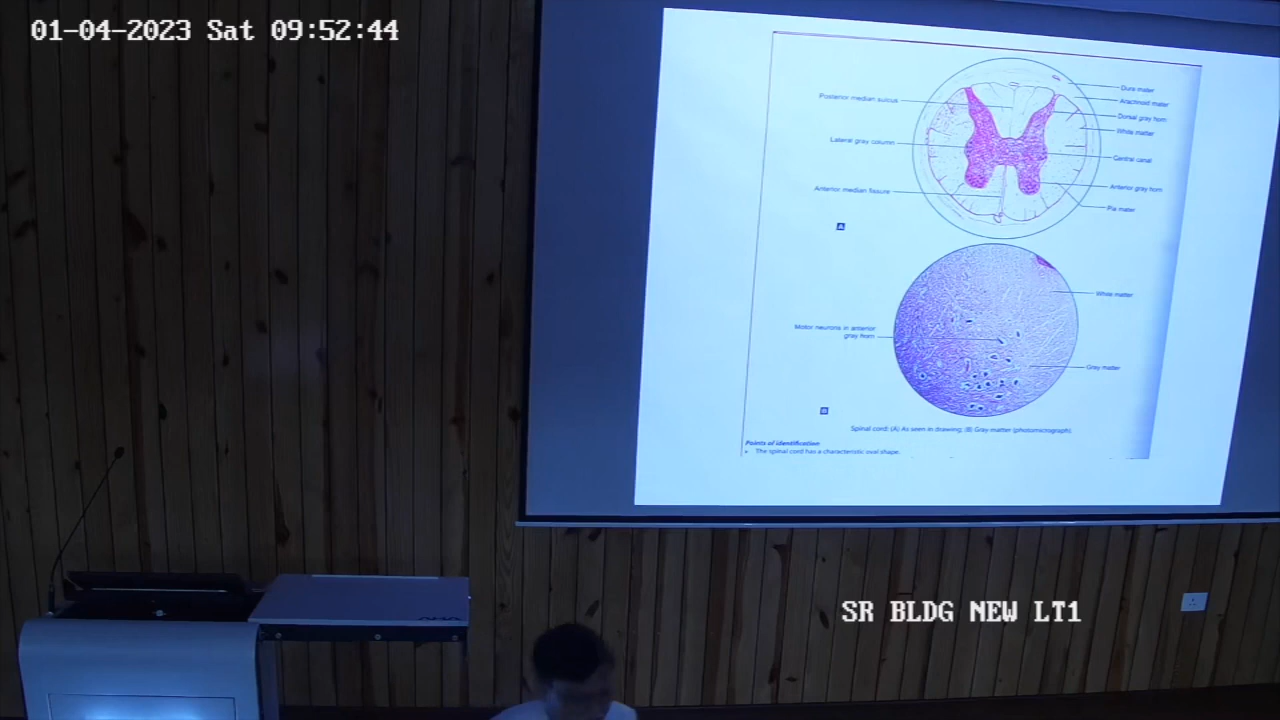 01-04-2023 Sat 09:52:44
Posterior median sulcus
Lateral gray column
Anterior median fissure
Dura mater
Arachnoid mater
Dorsal gray horn
White matter
Central canal
Anterior gray horn
Pia mater
A
White matter
Motor neurons in anterior
gray horn
Gray matter
B
Spinal cord: (A) As seen in drawing; (B) Gray matter (photomicrograph).
Points of identification
• The spinal cord has a characteristic oval shape.
SR BLDG NEW LT1